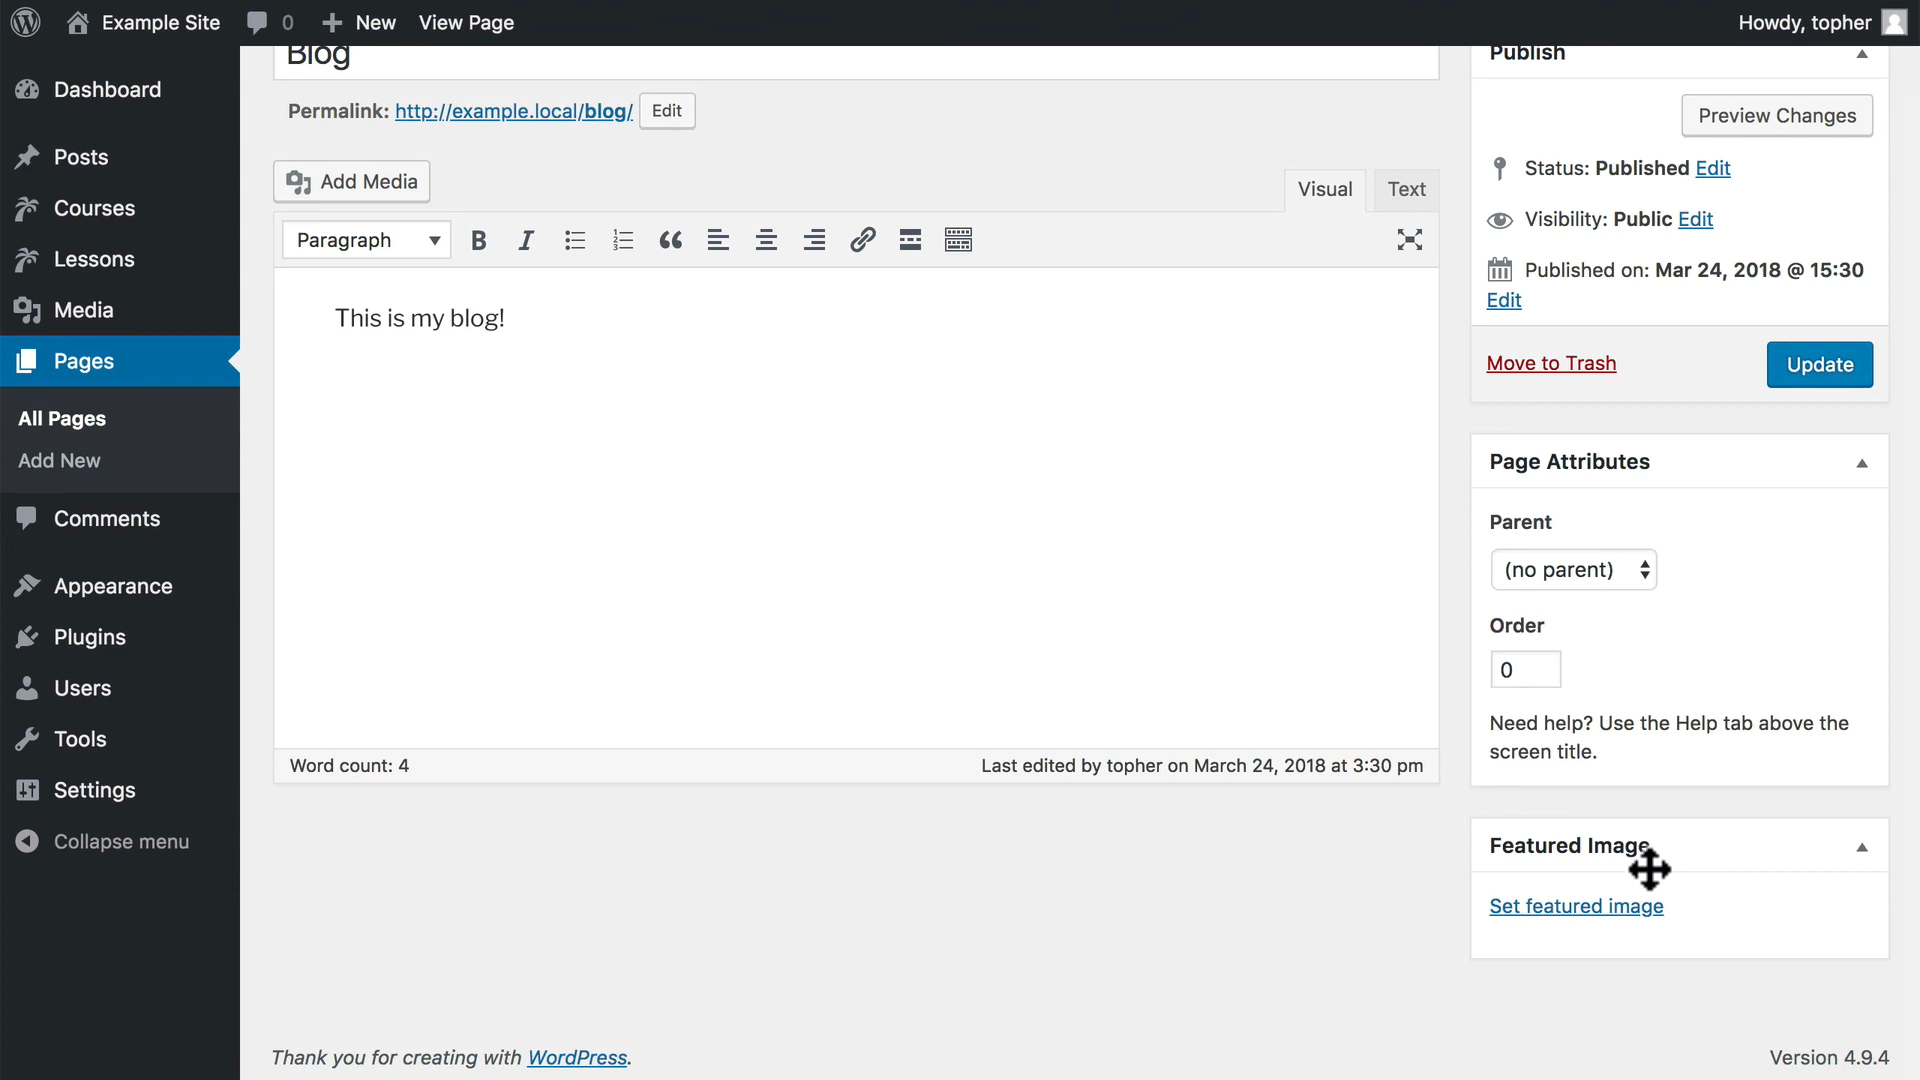 Example Site
0
New
View Page
Howdy, topher
Dashboard
Posts
Courses
Lessons
Media
Pages
All Pages
Add New
Comments
Appearance
Plugins
Users
Tools
Settings
Collapse menu
Blog
Permalink: http://example.local/blog/ Edit
Add Media
Visual
Text
Paragraph
This is my blog!
Word count: 4
Last edited by topher on March 24, 2018 at 3:30 pm
Publish
Preview Changes
Status: Published Edit
Visibility: Public Edit
Published on: Mar 24, 2018 @ 15:30
Edit
Move to Trash
Update
Page Attributes
Parent
(no parent)
Order
0
Need help? Use the Help tab above the
screen title.
Featured Image
Set featured image
Thank you for creating with WordPress.
Version 4.9.4